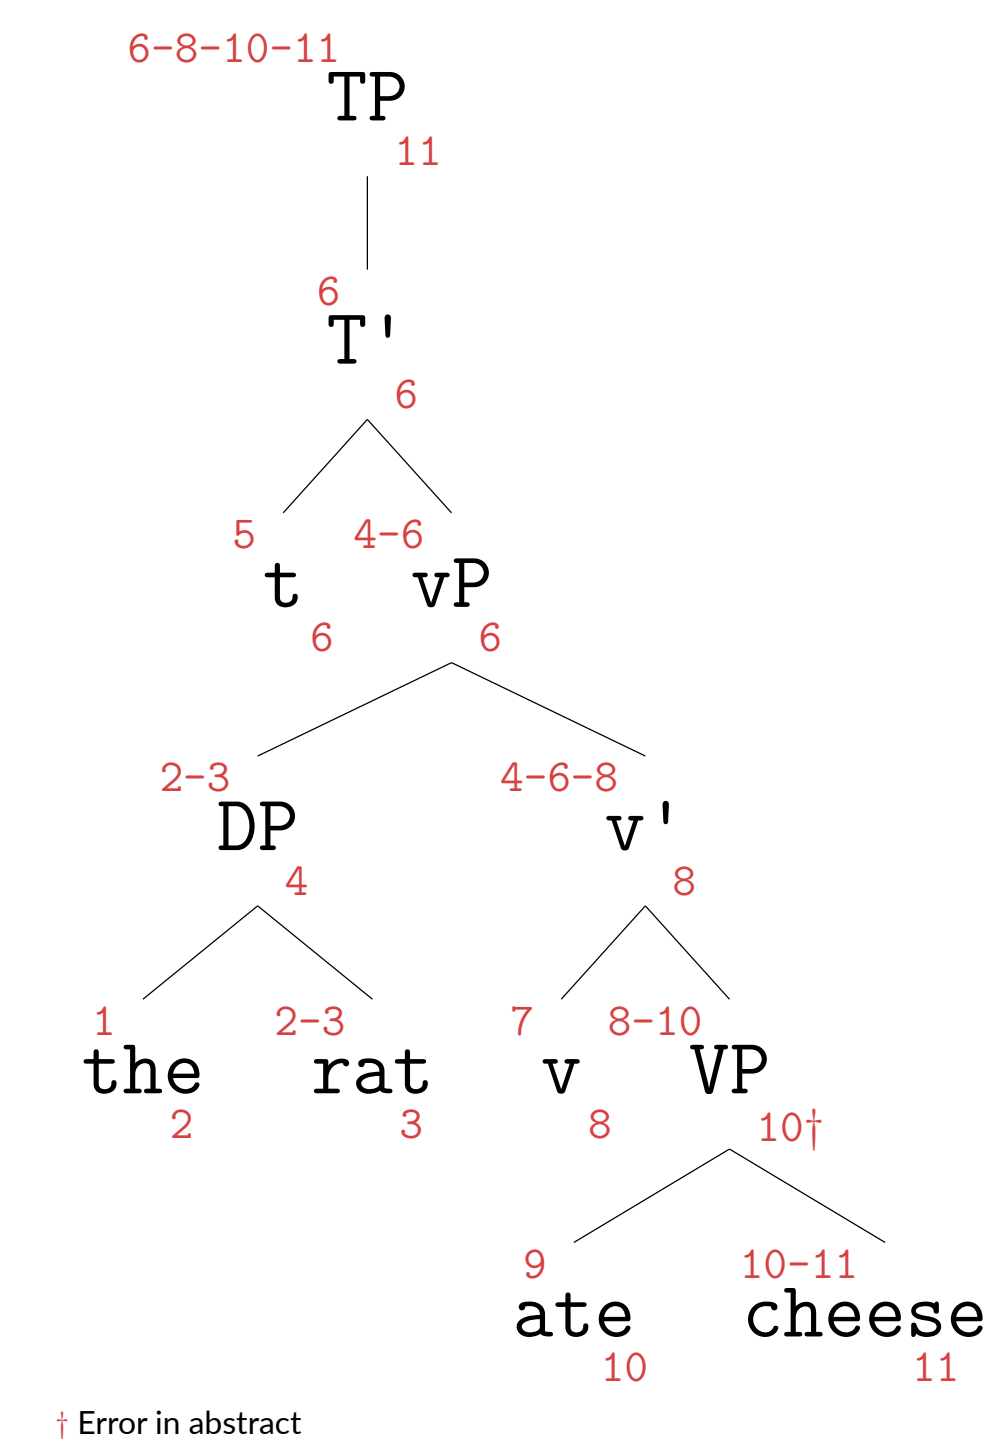 6-8-10-11
TP
11
6
T'
6
5 4-6
t vP
6 6
2-3 4-6-8
DP v'
4 8
1 2-3 7 8-10
the rat v VP
2 3 8 10†
9 10-11
ate cheese
10 11
† Error in abstract